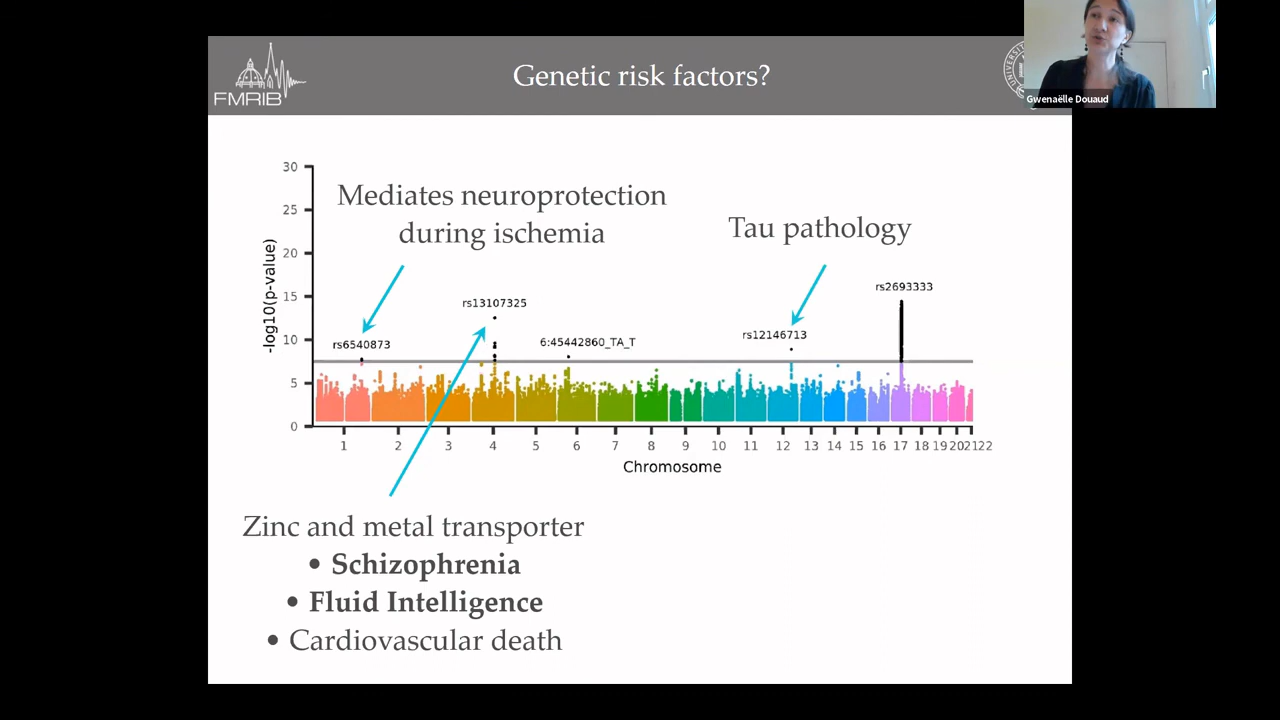 Genetic risk factors?
FMRIB
UNIVERSIT
Gwenaëlle Douaud
30
25
20
15
10
5
0
-log10(p-value)
Mediates neuroprotection
during ischemia
Tau pathology
rs6540873
rs13107325
6:45442860_TA_T
rs12146713
rs2693333
1 2 3 4 5 6 7 8 9 10 11 12 13 14 15 16 17 18 19 20 21 22
Chromosome
Zinc and metal transporter
• Schizophrenia
• Fluid Intelligence
• Cardiovascular death